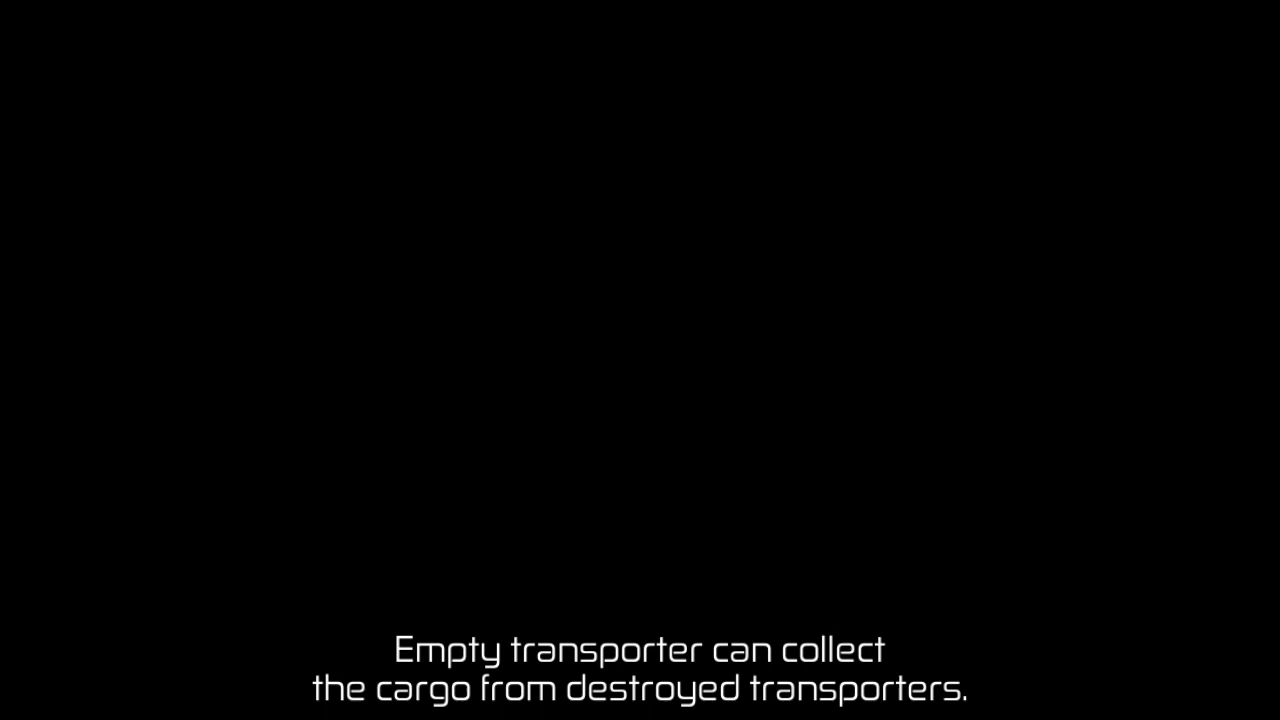 Empty transporter can collect
the cargo from destroyed transporters.